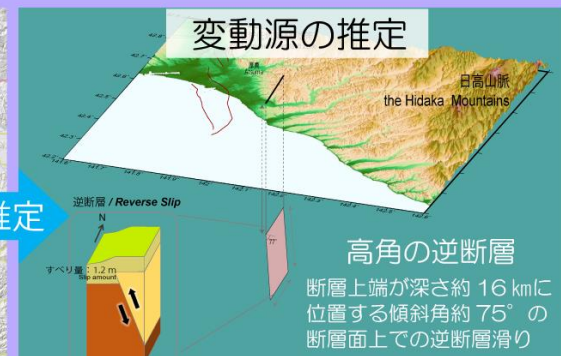 変動源の推定
日高山脈
the Hidaka Mountains
推定
逆断層 / Reverse Slip
N
すべり量：1.2 m
Slip amount
高角の逆断層
断層上端が深さ約 16 kmに
位置する傾斜角約 75° の
断層面上での逆断層滑り